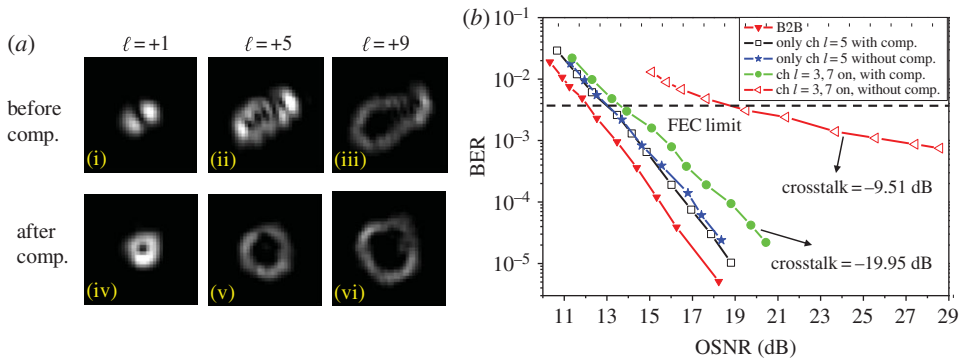 (a)
ℓ = +1 ℓ = +5 ℓ = +9
before
comp.
(i) (ii) (iii)
after
comp.
(iv) (v) (vi)
(b)
10⁻¹
10⁻²
10⁻³
10⁻⁴
10⁻⁵
BER
B2B
only ch l = 5 with comp.
only ch l = 5 without comp.
ch l = 3,7 on, with comp.
ch l = 3,7 on, without comp.
FEC limit
crosstalk = –9.51 dB
crosstalk = –19.95 dB
11 13 15 17 19 21 23 25 27 29
OSNR (dB)